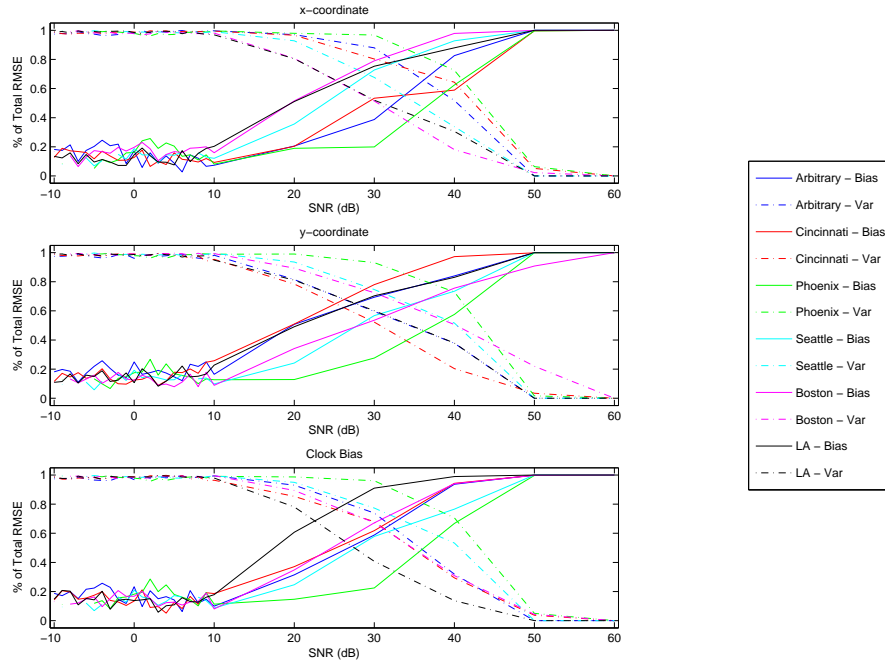 x−coordinate
% of Total RMSE
1
0.8
0.6
0.4
0.2
0
−10 0 10 20 30 40 50 60
SNR (dB)
y−coordinate
% of Total RMSE
1
0.8
0.6
0.4
0.2
0
−10 0 10 20 30 40 50 60
SNR (dB)
Clock Bias
% of Total RMSE
1
0.8
0.6
0.4
0.2
0
−10 0 10 20 30 40 50 60
SNR (dB)
Arbitrary − Bias
Arbitrary − Var
Cincinnati − Bias
Cincinnati − Var
Phoenix − Bias
Phoenix − Var
Seattle − Bias
Seattle − Var
Boston − Bias
Boston − Var
LA − Bias
LA − Var